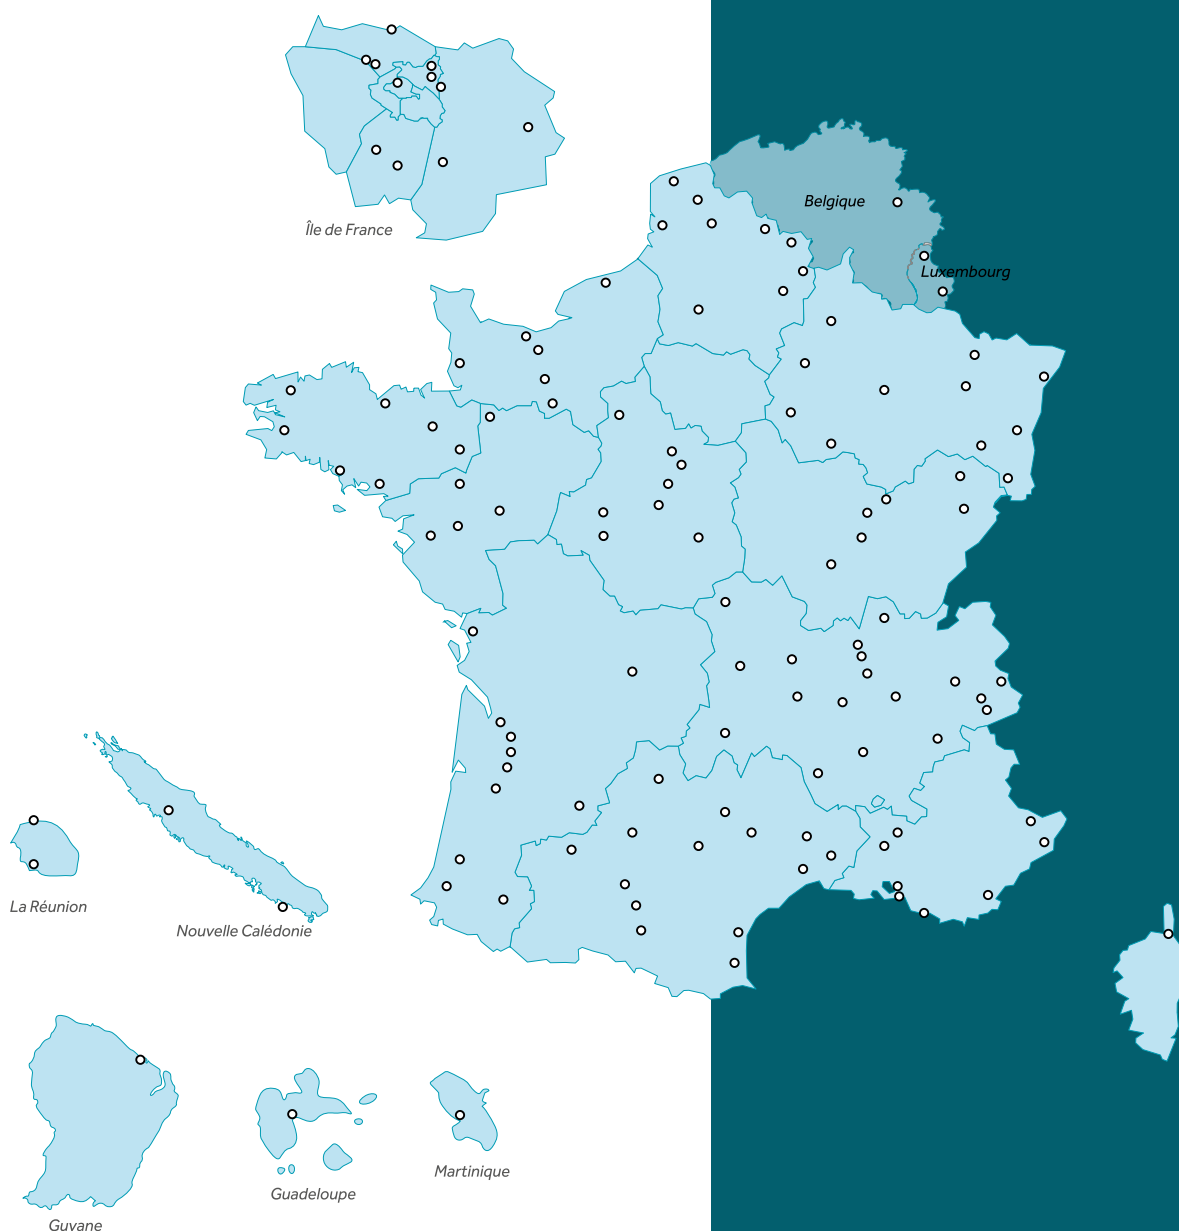 Île de France
Belgique
Luxembourg
La Réunion
Nouvelle Calédonie
Martinique
Guadeloupe
Guyane